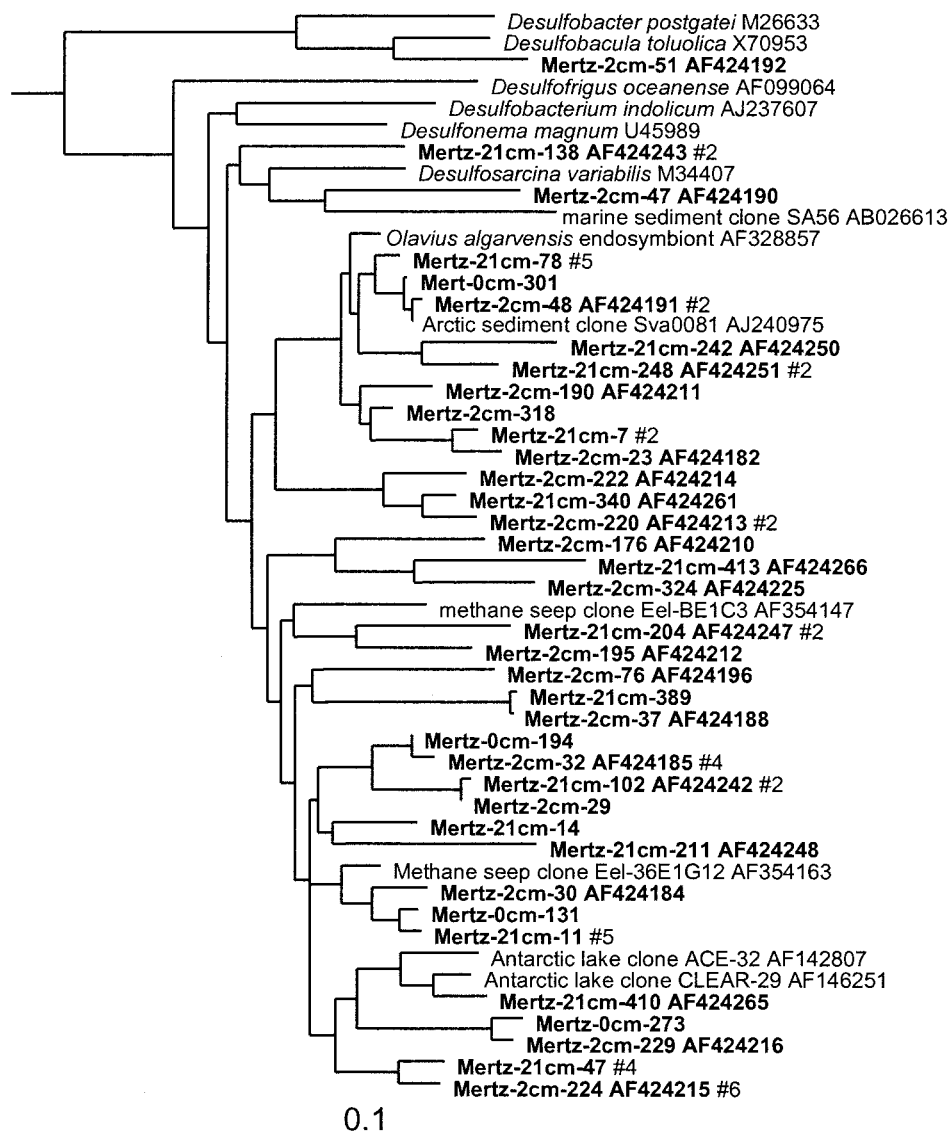 Desulfobacter postgatei M26633
Desulfobacula toluolica X70953
Mertz-2cm-51 AF424192
Desulfofrigus oceanense AF099064
Desulfobacterium indolicum AJ237607
Desulfonema magnum U45989
Mertz-21cm-138 AF424243 #2
Desulfosarcina variabilis M34407
Mertz-2cm-47 AF424190
marine sediment clone SA56 AB026613
Olavius algarvensis endosymbiont AF328857
Mertz-21cm-78 #5
Mert-0cm-301
Mertz-2cm-48 AF424191 #2
Arctic sediment clone Sva0081 AJ240975
Mertz-21cm-242 AF424250
Mertz-21cm-248 AF424251 #2
Mertz-2cm-190 AF424211
Mertz-2cm-318
Mertz-21cm-7 #2
Mertz-2cm-23 AF424182
Mertz-2cm-222 AF424214
Mertz-21cm-340 AF424261
Mertz-2cm-220 AF424213 #2
Mertz-2cm-176 AF424210
Mertz-21cm-413 AF424266
Mertz-2cm-324 AF424225
methane seep clone Eel-BE1C3 AF354147
Mertz-21cm-204 AF424247 #2
Mertz-2cm-195 AF424212
Mertz-2cm-76 AF424196
Mertz-21cm-389
Mertz-2cm-37 AF424188
Mertz-0cm-194
Mertz-2cm-32 AF424185 #4
Mertz-21cm-102 AF424242 #2
Mertz-2cm-29
Mertz-21cm-14
Mertz-21cm-211 AF424248
Methane seep clone Eel-36E1G12 AF354163
Mertz-2cm-30 AF424184
Mertz-0cm-131
Mertz-21cm-11 #5
Antarctic lake clone ACE-32 AF142807
Antarctic lake clone CLEAR-29 AF146251
Mertz-21cm-410 AF424265
Mertz-0cm-273
Mertz-2cm-229 AF424216
Mertz-21cm-47 #4
Mertz-2cm-224 AF424215 #6
0.1